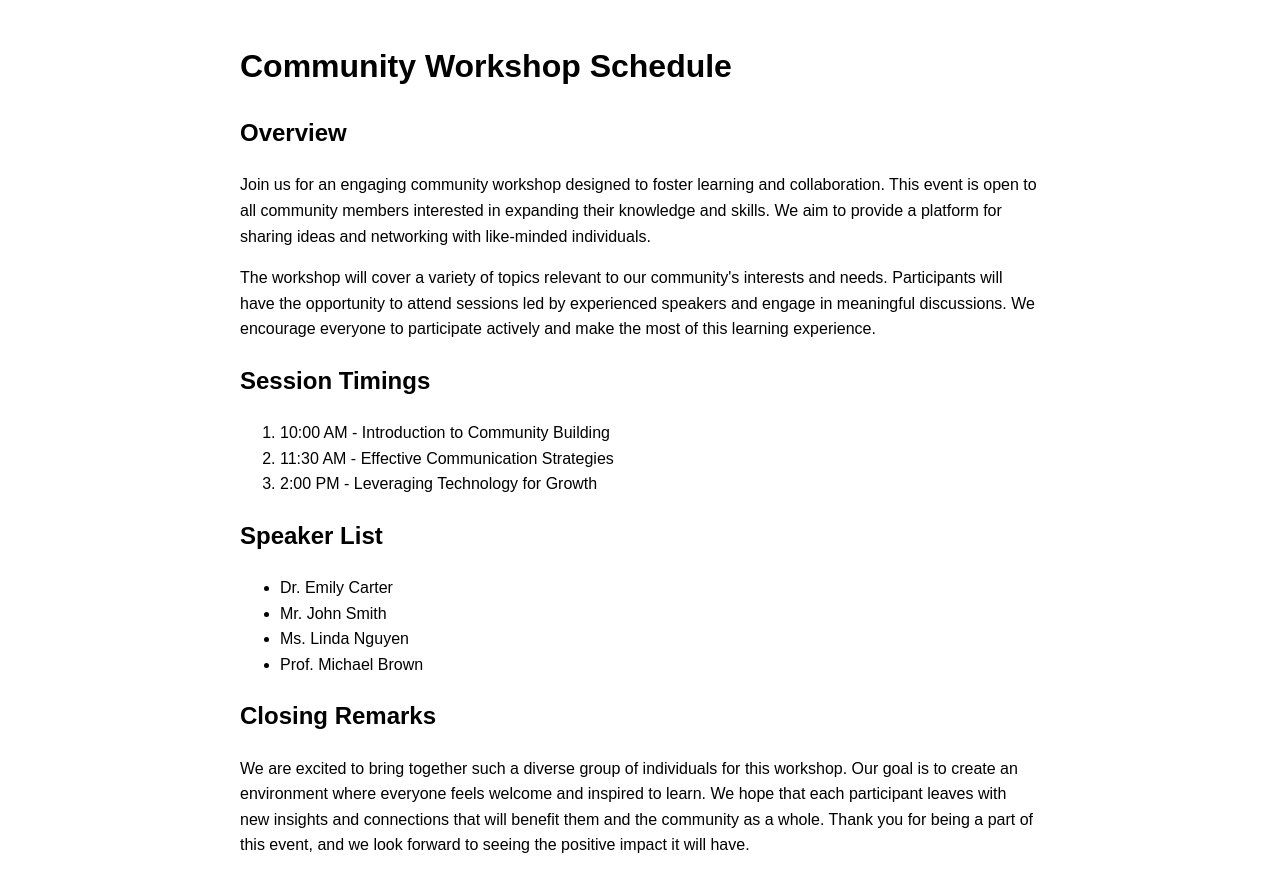 Community Workshop Schedule
Overview
Join us for an engaging community workshop designed to foster learning and collaboration. This event is open to
all community members interested in expanding their knowledge and skills. We aim to provide a platform for
sharing ideas and networking with like-minded individuals.
The workshop will cover a variety of topics relevant to our community's interests and needs. Participants will
have the opportunity to attend sessions led by experienced speakers and engage in meaningful discussions. We
encourage everyone to participate actively and make the most of this learning experience.
Session Timings
1. 10:00 AM - Introduction to Community Building
2. 11:30 AM - Effective Communication Strategies
3. 2:00 PM - Leveraging Technology for Growth
Speaker List
• Dr. Emily Carter
• Mr. John Smith
• Ms. Linda Nguyen
• Prof. Michael Brown
Closing Remarks
We are excited to bring together such a diverse group of individuals for this workshop. Our goal is to create an
environment where everyone feels welcome and inspired to learn. We hope that each participant leaves with
new insights and connections that will benefit them and the community as a whole. Thank you for being a part of
this event, and we look forward to seeing the positive impact it will have.